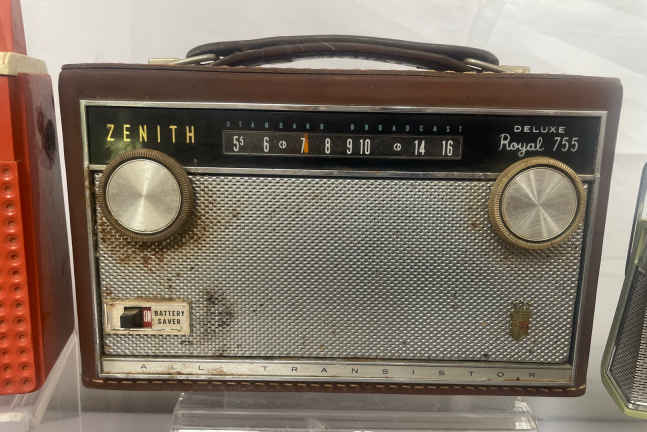 ZENITH
STANDARD BROADCAST
5⁵ 6 7 8 9 10 14 16
DELUXE
Royal 755
ON
BATTERY
SAVER
ALL TRANSISTOR